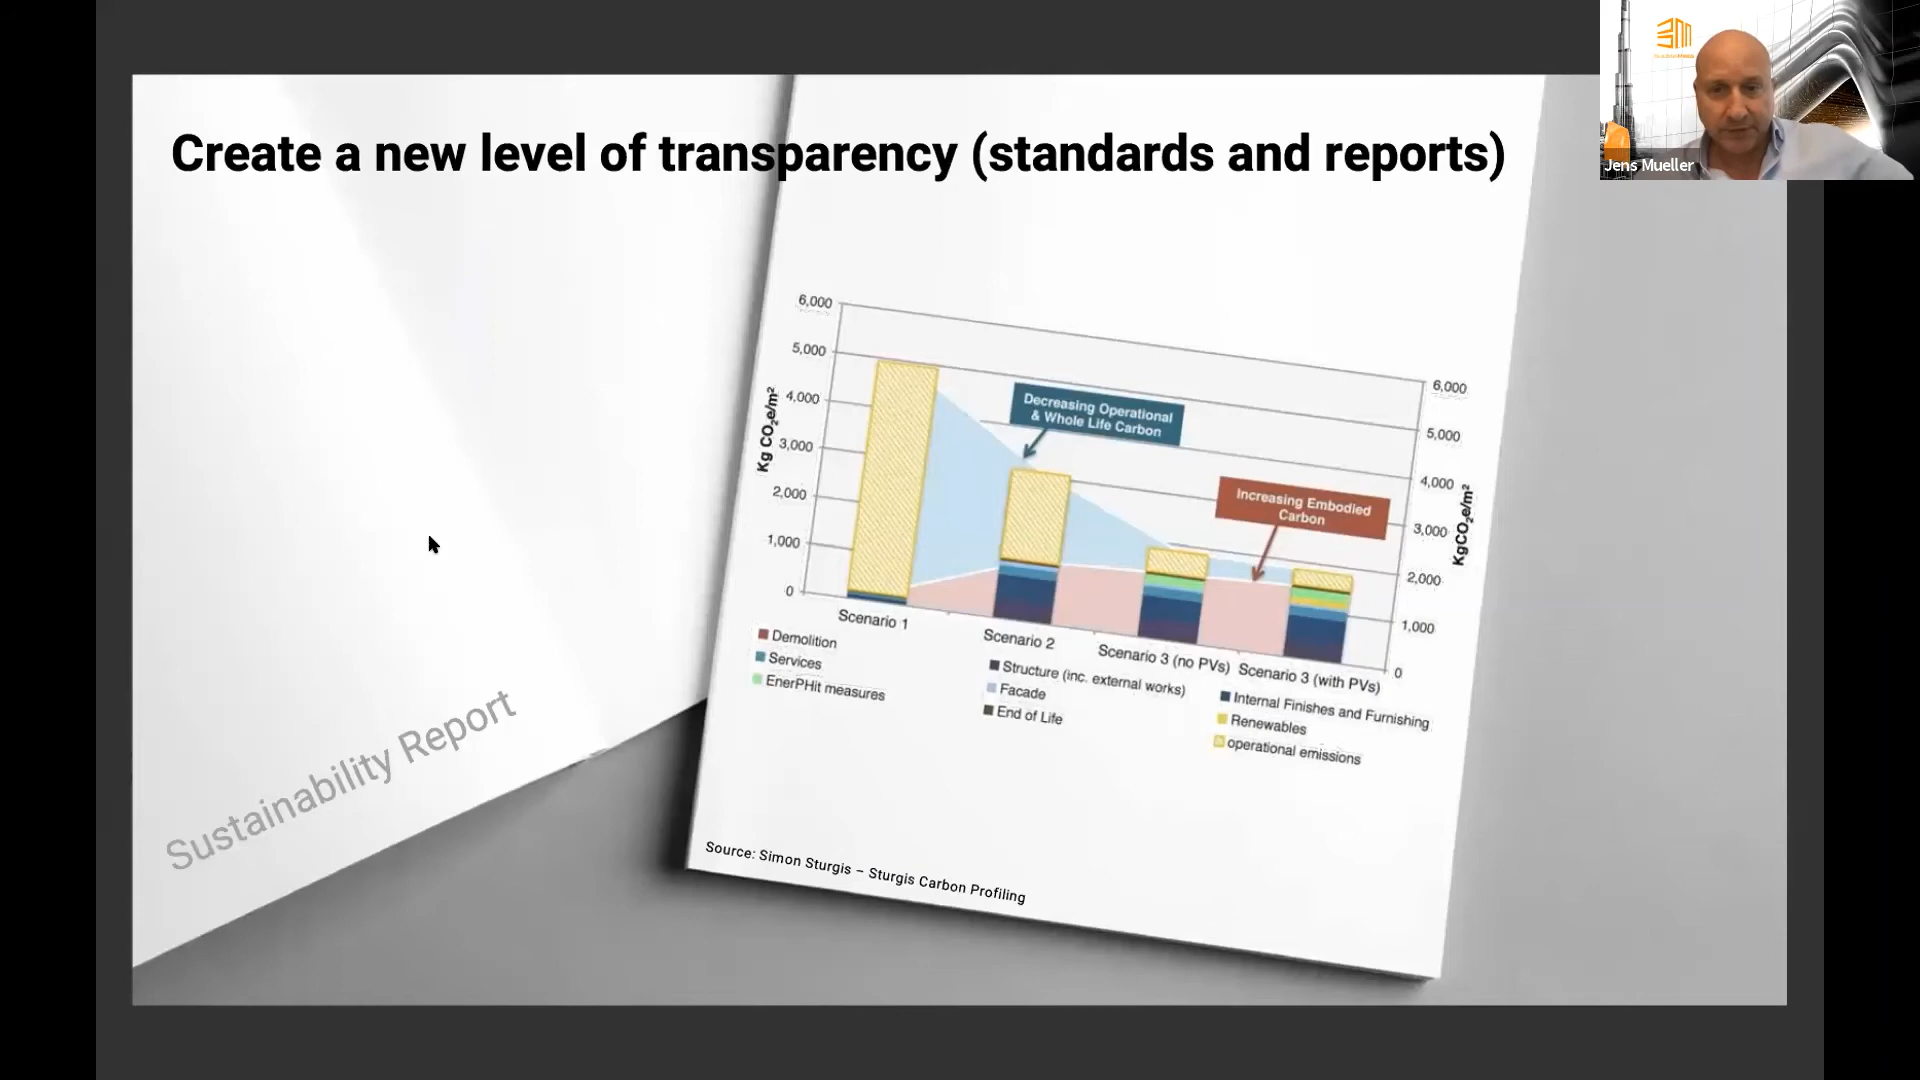 Create a new level of transparency (standards and reports)
Jens Mueller
6,000
5,000
4,000
3,000
2,000
1,000
0
Kg CO₂e/m²
Decreasing Operational
& Whole Life Carbon
Increasing Embodied
Carbon
6,000
5,000
4,000
3,000
2,000
1,000
0
KgCO₂e/m²
Scenario 1
Scenario 2
Scenario 3 (no PVs)
Scenario 3 (with PVs)
Demolition
Services
EnerPHit measures
Structure (inc. external works)
Facade
End of Life
Internal Finishes and Furnishing
Renewables
operational emissions
Sustainability Report
Source: Simon Sturgis – Sturgis Carbon Profiling